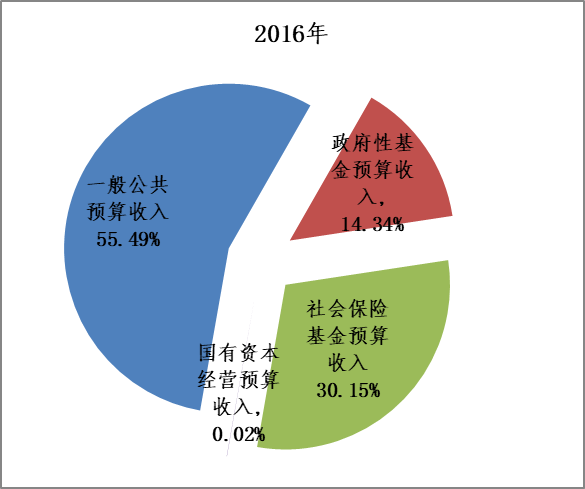 2016年
政府性基
金预算收
入，
14.34%
一般公共
预算收入
55.49%
社会保险
基金预算
收入
30.15%
国有资本
经营预算
收入，
0.02%